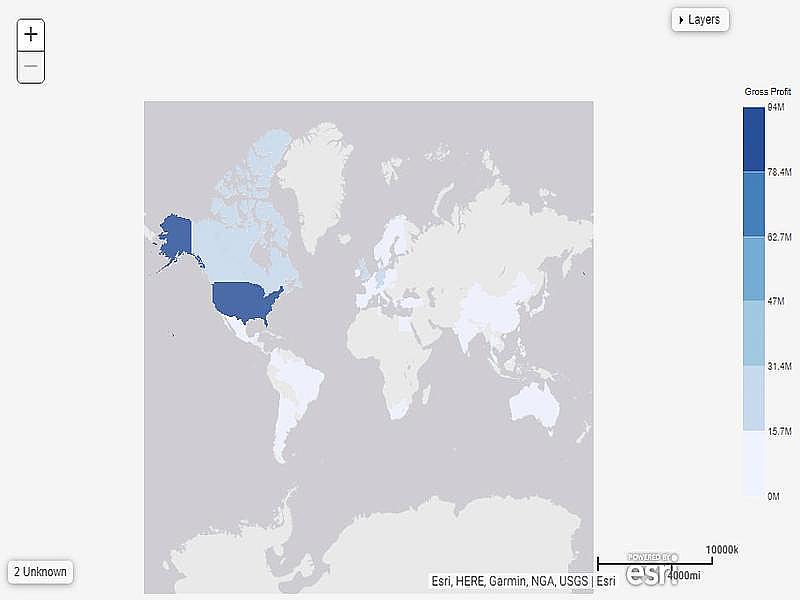 +
Layers
−
Gross Profit
94M
78.4M
62.7M
47M
31.4M
15.7M
0M
10000k
POWERED BY
esri
4000mi
2 Unknown
Esri, HERE, Garmin, NGA, USGS | Esri